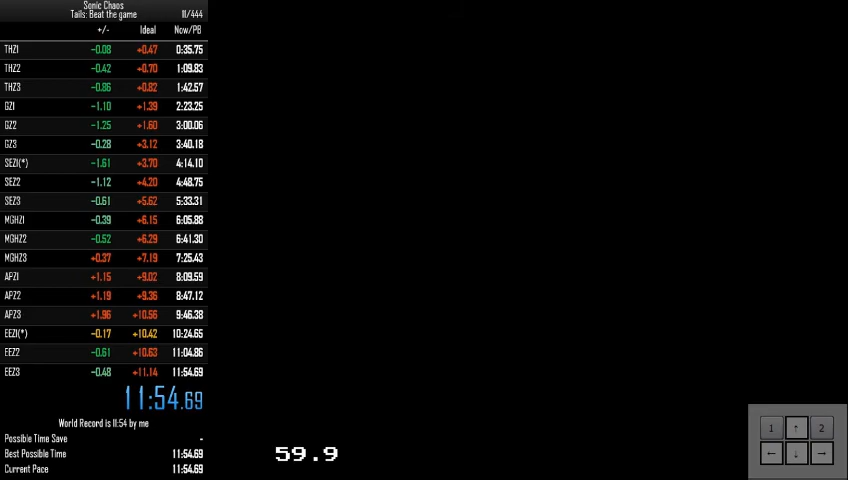 Sonic Chaos
Tails: Beat the game 11/444
+/- Ideal Now/PB
THZ1 -0.08 +0.47 0:35.75
THZ2 -0.42 +0.70 1:09.83
THZ3 -0.86 +0.82 1:42.57
GZ1 -1.10 +1.39 2:23.25
GZ2 -1.25 +1.60 3:00.06
GZ3 -0.28 +3.12 3:40.18
SEZ1(*) -1.61 +3.70 4:14.10
SEZ2 -1.12 +4.20 4:48.75
SEZ3 -0.61 +5.62 5:33.31
MGHZ1 -0.39 +6.15 6:05.88
MGHZ2 -0.52 +6.29 6:41.30
MGHZ3 +0.37 +7.19 7:25.43
APZ1 +1.15 +9.02 8:09.59
APZ2 +1.19 +9.36 8:47.12
APZ3 +1.96 +10.56 9:46.38
EEZ1(*) -0.17 +10.42 10:24.65
EEZ2 -0.61 +10.63 11:04.86
EEZ3 -0.48 +11.14 11:54.69
11:54.69
World Record is 11:54 by me
Possible Time Save -
Best Possible Time 11:54.69
Current Pace 11:54.69
59.9
1 ↑ 2
← ↓ →